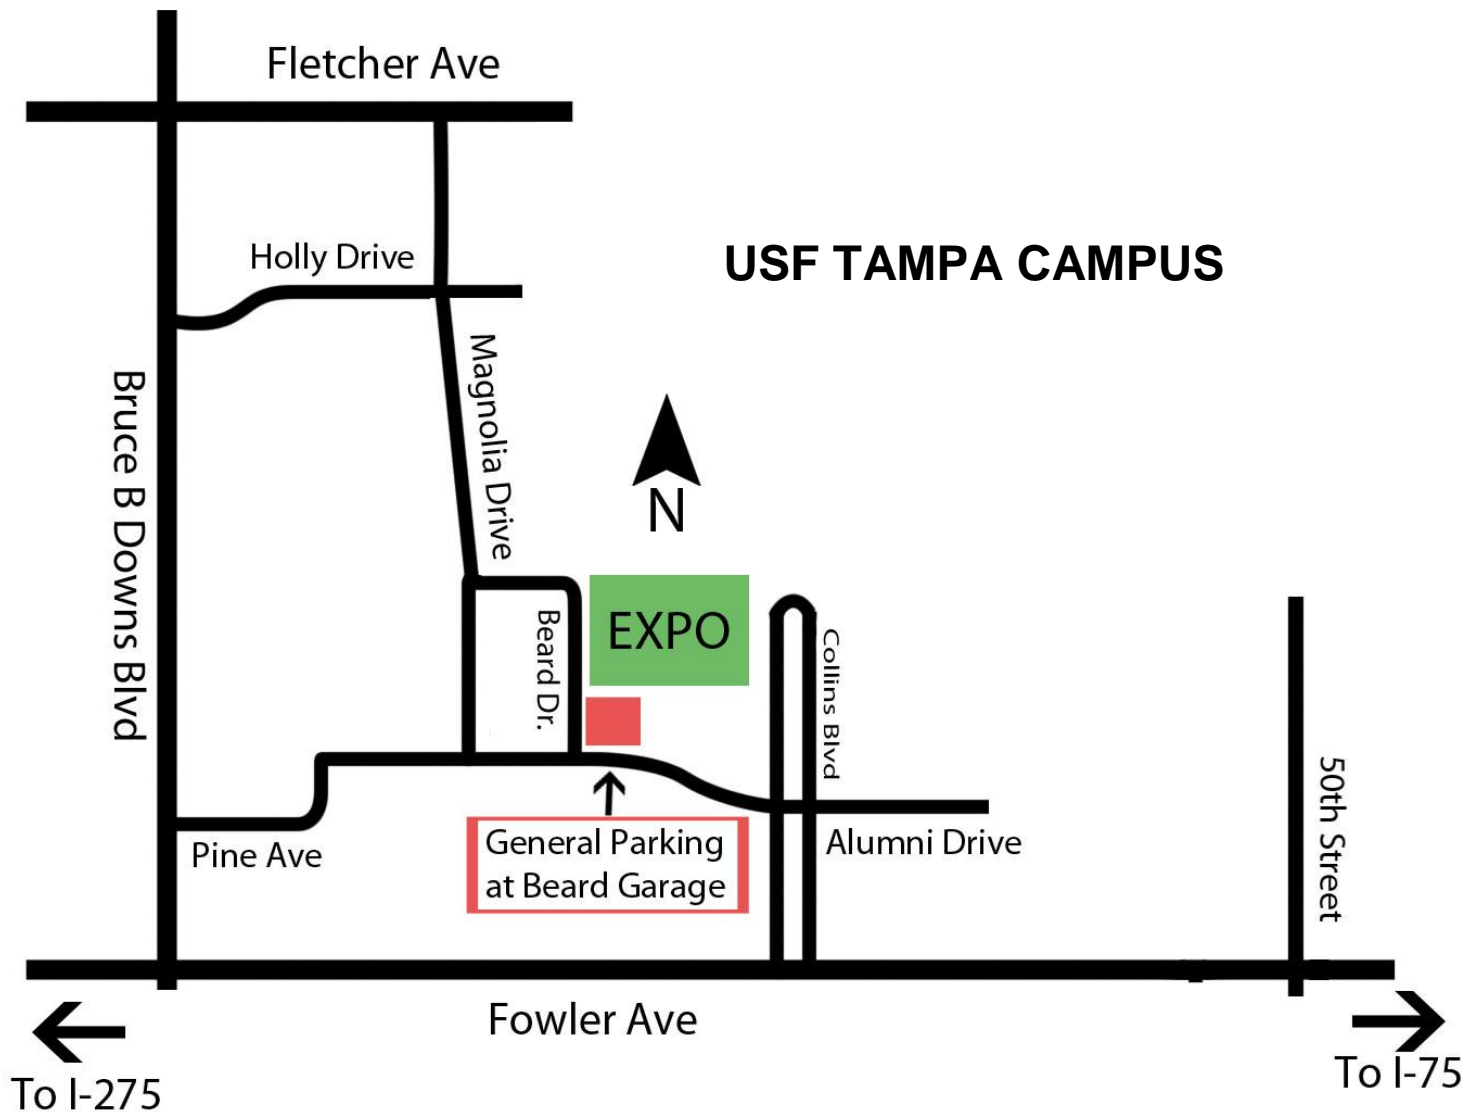 Fletcher Ave
Holly Drive
USF TAMPA CAMPUS
Magnolia Drive
Bruce B Downs Blvd
N
EXPO
Beard Dr.
Collins Blvd
50th Street
General Parking
at Beard Garage
Alumni Drive
Pine Ave
Fowler Ave
To I-275
To I-75